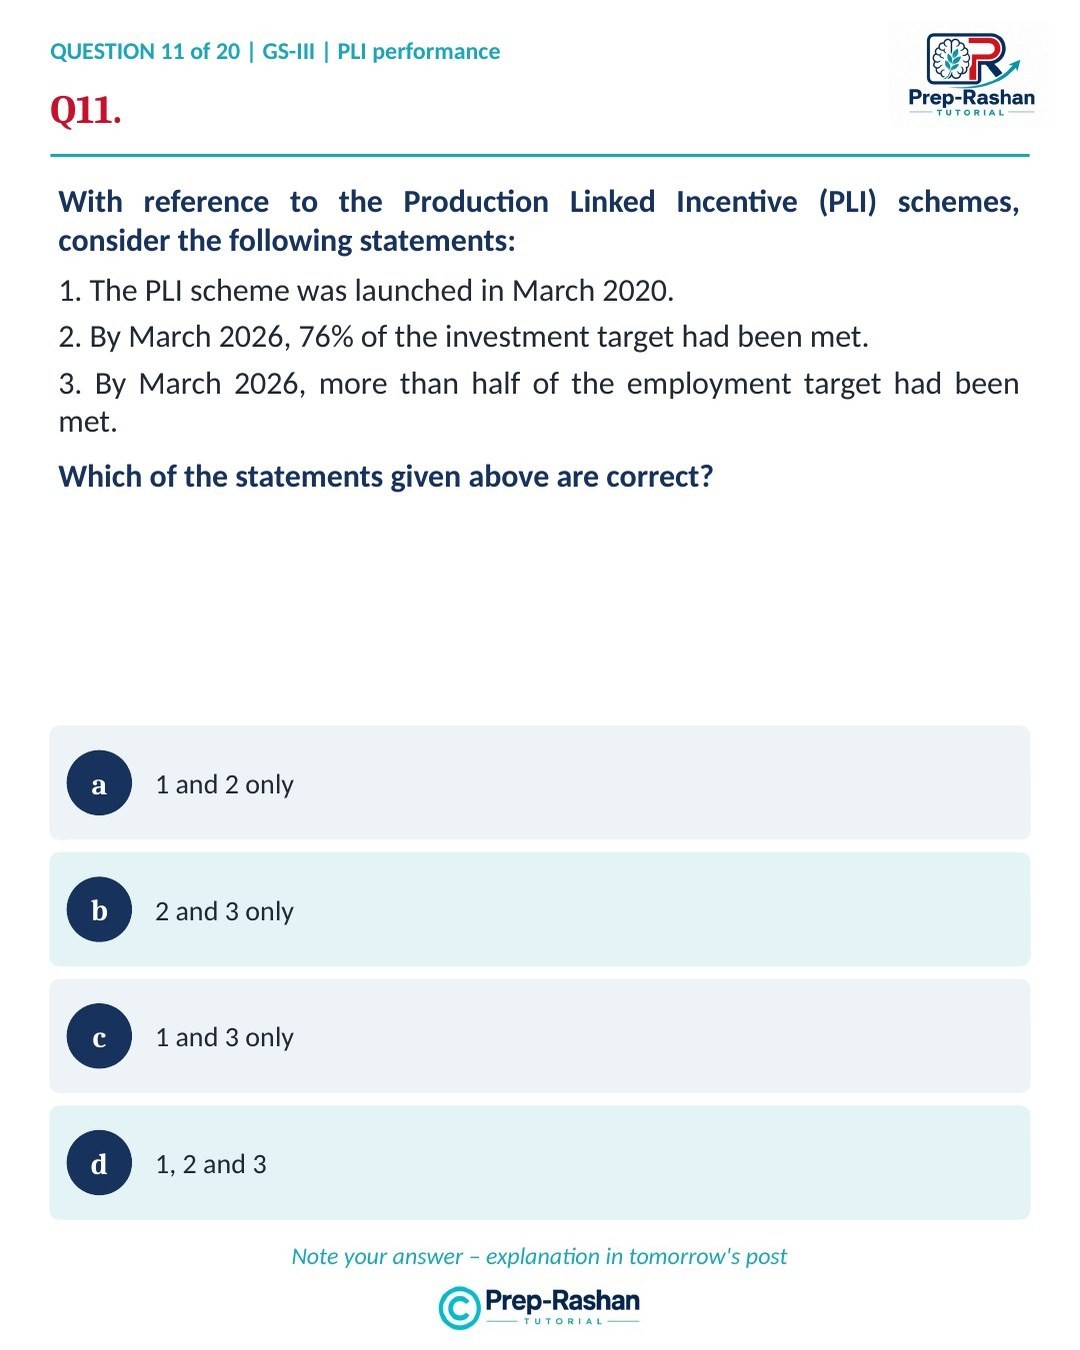 QUESTION 11 of 20 | GS-III | PLI performance
Prep-Rashan
TUTORIAL
Q11.
With reference to the Production Linked Incentive (PLI) schemes,
consider the following statements:
1. The PLI scheme was launched in March 2020.
2. By March 2026, 76% of the investment target had been met.
3. By March 2026, more than half of the employment target had been
met.
Which of the statements given above are correct?
a 1 and 2 only
b 2 and 3 only
c 1 and 3 only
d 1, 2 and 3
Note your answer – explanation in tomorrow's post
© Prep-Rashan
TUTORIAL